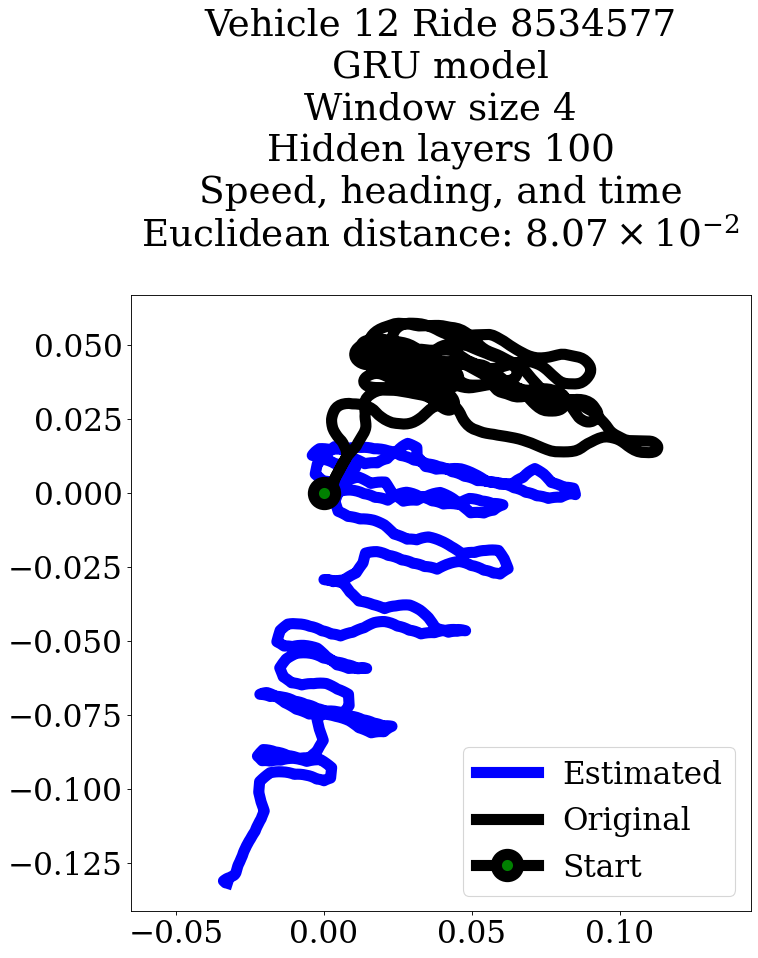 Vehicle 12 Ride 8534577
GRU model
Window size 4
Hidden layers 100
Speed, heading, and time
Euclidean distance: 8.07 × 10⁻²
0.050
0.025
0.000
−0.025
−0.050
−0.075
−0.100
−0.125
−0.05
0.00
0.05
0.10
Estimated
Original
Start